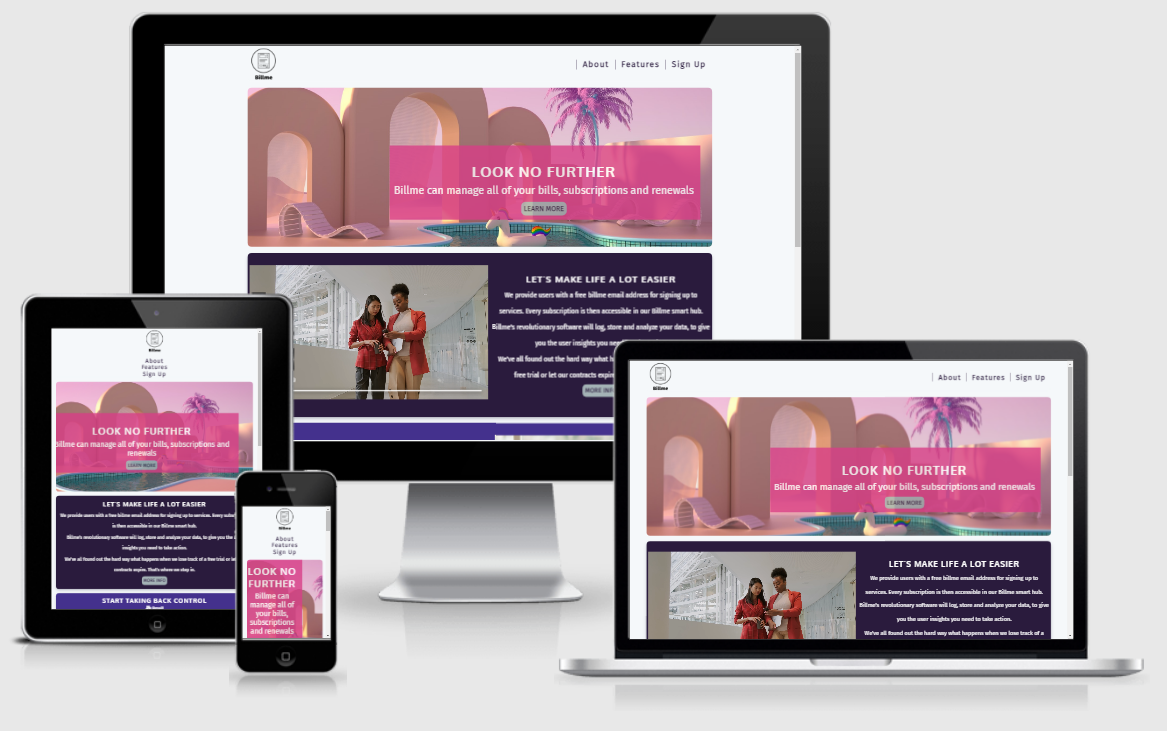 Billme
About
Features
Sign Up
LOOK NO FURTHER
Billme can manage all of your bills, subscriptions and renewals
LEARN MORE
LET'S MAKE LIFE A LOT EASIER
We provide users with a free billme email address for signing up to
services. Every subscription is then accessible in our Billme smart hub.
Billme's revolutionary software will log, store and analyze your data, to give
you the user insights you need
We've all found out the hard way what h
free trial or let our contracts expire
MORE INF
Billme
About
Features
Sign Up
LOOK NO FURTHER
Billme can manage all of your bills, subscriptions and
renewals
LEARN MORE
LET'S MAKE LIFE A LOT EASIER
We provide users with a free billme email address for signing up to services. Every subs
is then accessible in our Billme smart hub.
Billme's revolutionary software will log, store and analyze your data, to give you the u
insights you need to take action.
We've all found out the hard way what happens when we lose track of a free trial or le
contracts expire. That's where we step in.
MORE INFO
START TAKING BACK CONTROL
Billme
About
Features
Sign Up
LOOK NO
FURTHER
Billme can
manage all of
your bills,
subscriptions
and renewals
Billme
About
Features
Sign Up
LOOK NO FURTHER
Billme can manage all of your bills, subscriptions and renewals
LEARN MORE
LET'S MAKE LIFE A LOT EASIER
We provide users with a free billme email address for signing up to
services. Every subscription is then accessible in our Billme smart hub.
Billme's revolutionary software will log, store and analyze your data, to give
you the user insights you need to take action.
We've all found out the hard way what happens when we lose track of a